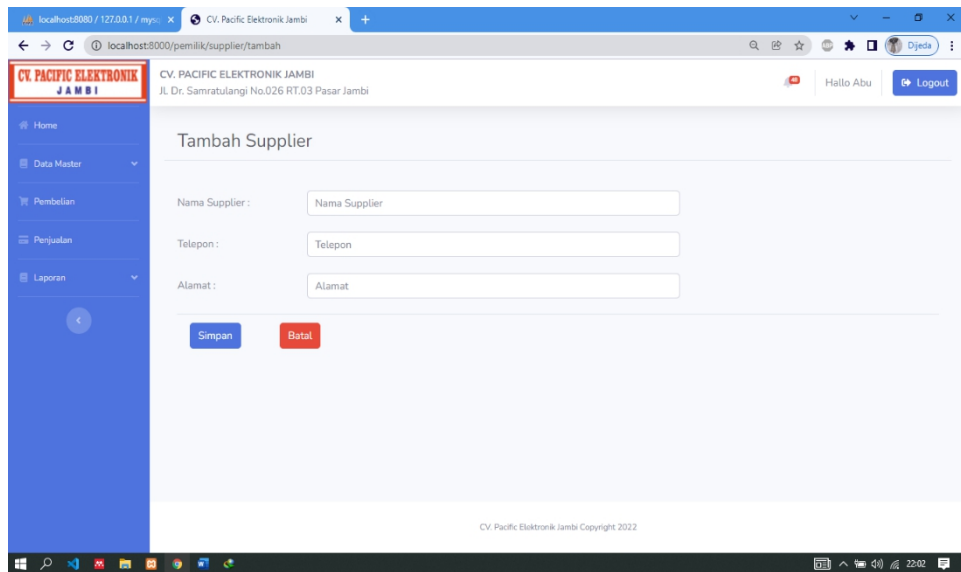 localhost:8080 / 127.0.0.1 / mys
CV. Pacific Elektronik Jambi
localhost:8000/pemilik/supplier/tambah
Dijeda
CV. PACIFIC ELEKTRONIK
JAMBI
CV. PACIFIC ELEKTRONIK JAMBI
Jl. Dr. Samratulangi No.026 RT.03 Pasar Jambi
Hallo Abu
Logout
Home
Data Master
Pembelian
Penjualan
Laporan
Tambah Supplier
Nama Supplier :
Nama Supplier
Telepon :
Telepon
Alamat :
Alamat
Simpan
Batal
CV. Pacific Elektronik Jambi Copyright 2022
22:02